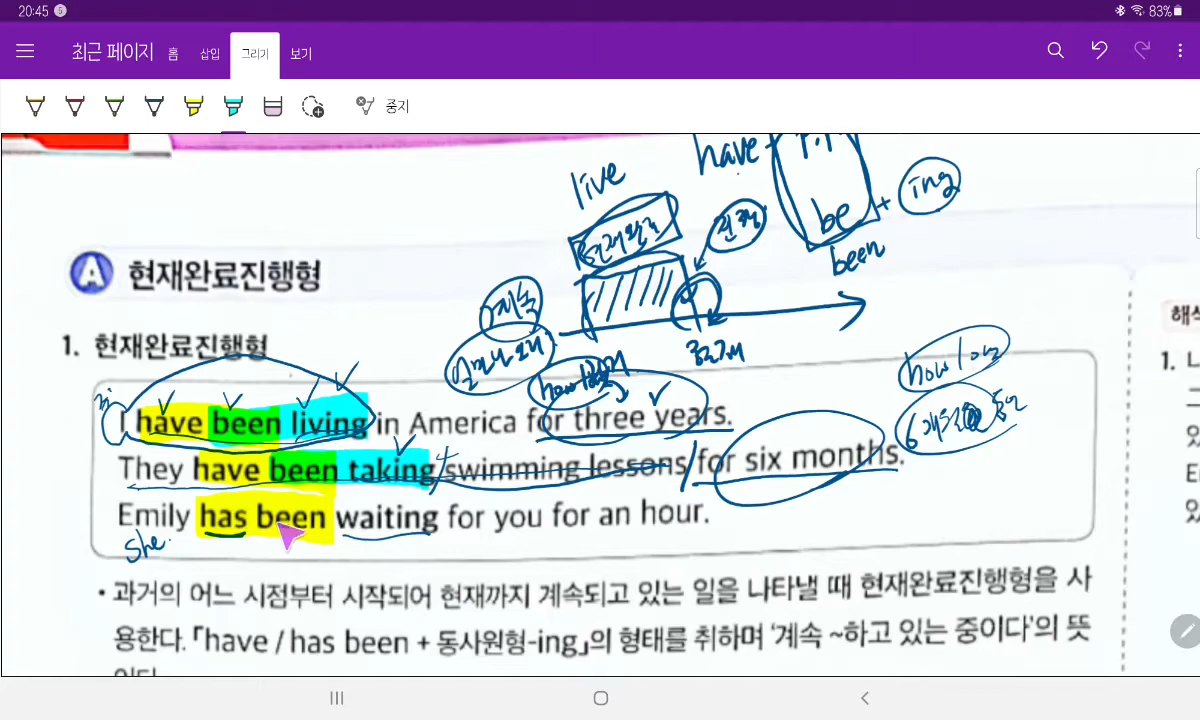 20:45 5 83%
최근 페이지 홈 삽입 그리기 보기
중지
have +
live
be + ing
been
현재완료
진행
A 현재완료진행형
1. 현재완료진행형
how long
해석
1. 나
I have been living in America for three years.
They have been taking swimming lessons for six months.
Emily has been waiting for you for an hour.
she
• 과거의 어느 시점부터 시작되어 현재까지 계속되고 있는 일을 나타낼 때 현재완료진행형을 사
용한다. 「have / has been + 동사원형-ing」의 형태를 취하며 '계속 ~하고 있는 중이다'의 뜻